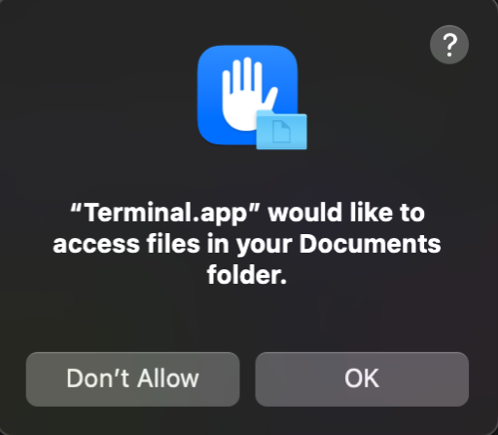 ?
“Terminal.app” would like to
access files in your Documents
folder.
Don’t Allow
OK